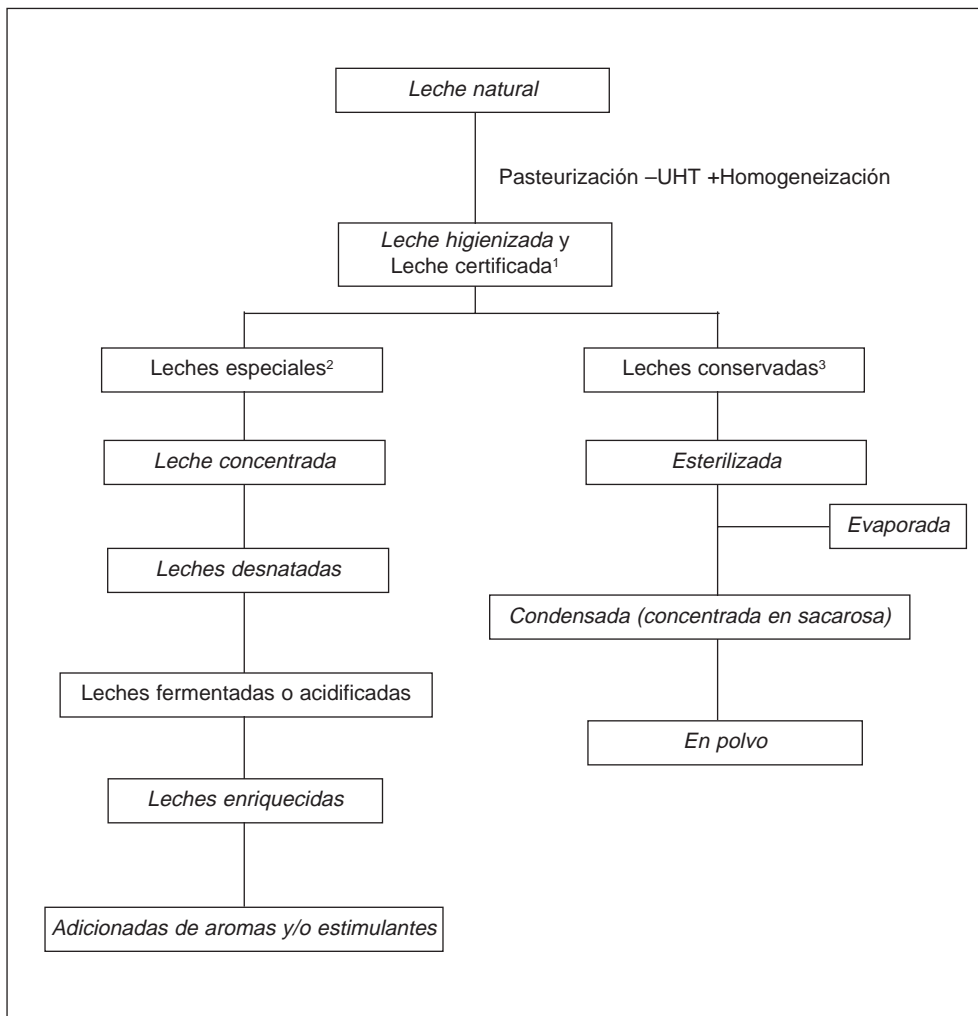 Leche natural
Pasteurización –UHT +Homogeneización
Leche higienizada y
Leche certificada¹
Leches especiales²
Leches conservadas³
Leche concentrada
Esterilizada
Evaporada
Leches desnatadas
Condensada (concentrada en sacarosa)
Leches fermentadas o acidificadas
En polvo
Leches enriquecidas
Adicionadas de aromas y/o estimulantes